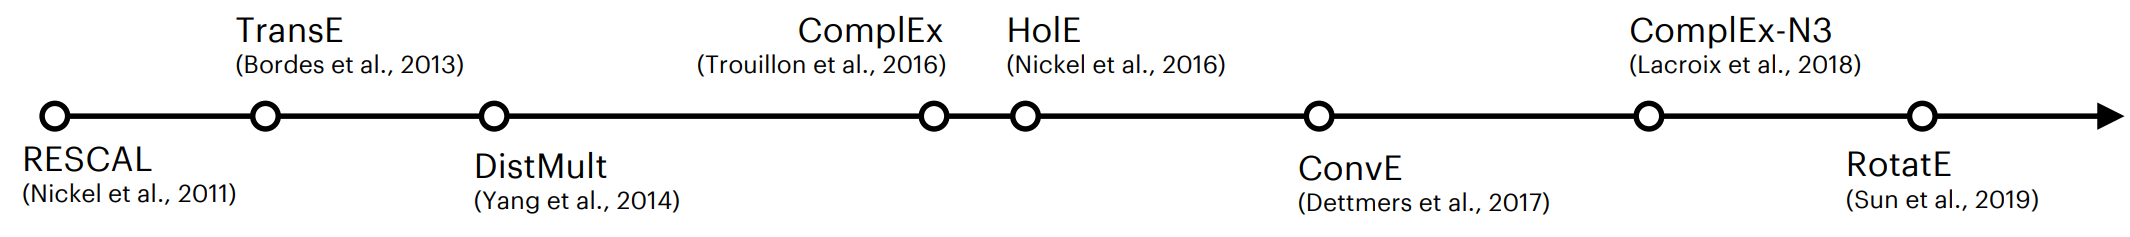 TransE
(Bordes et al., 2013)
ComplEx
(Trouillon et al., 2016)
HolE
(Nickel et al., 2016)
ComplEx-N3
(Lacroix et al., 2018)
RESCAL
(Nickel et al., 2011)
DistMult
(Yang et al., 2014)
ConvE
(Dettmers et al., 2017)
RotatE
(Sun et al., 2019)